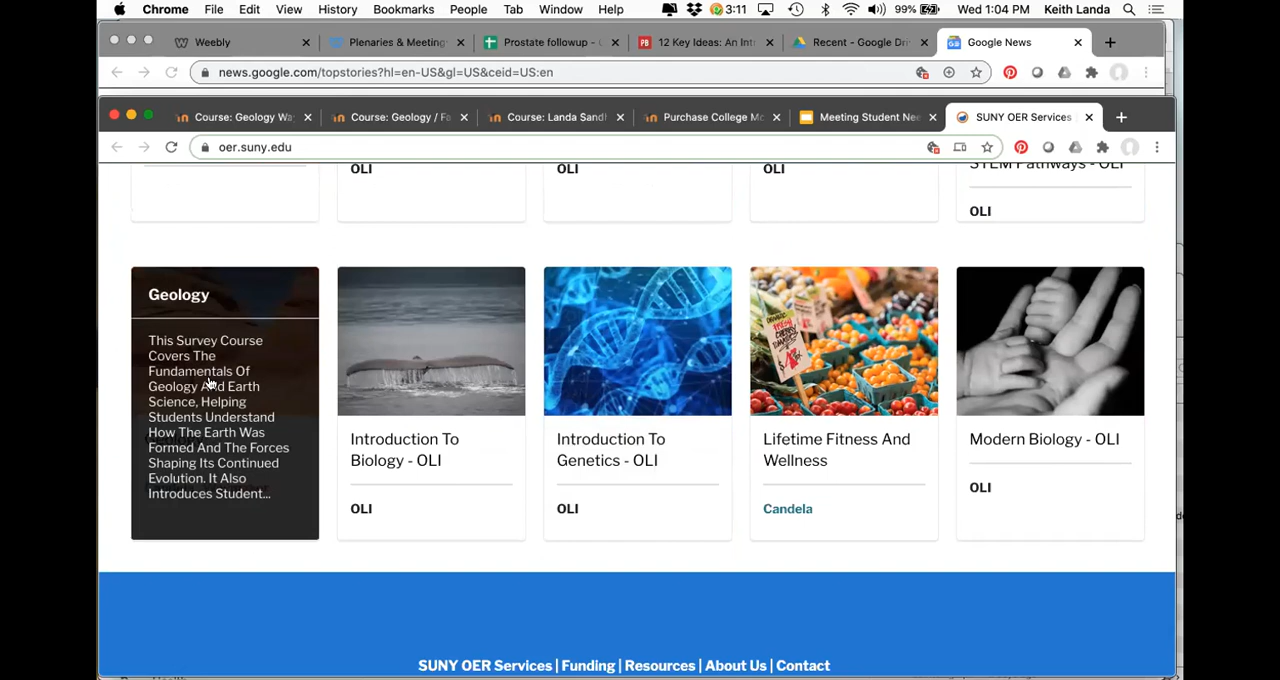 Chrome File Edit View History Bookmarks People Tab Window Help 3:11 99% Wed 1:04 PM Keith Landa
Weebly Plenaries & Meeting Prostate followup - 12 Key Ideas: An Int Recent - Google Dr Google News
news.google.com/topstories?hl=en-US&gl=US&ceid=US:en
Course: Geology Wa Course: Geology / Fa Course: Landa Sand Purchase College Mo Meeting Student Nee SUNY OER Services
oer.suny.edu
STEM Pathways - OLI
OLI OLI OLI
OLI
Geology
This Survey Course
Covers The
Fundamentals Of
Geology And Earth
Science, Helping
Students Understand
How The Earth Was
Formed And The Forces
Shaping Its Continued
Evolution. It Also
Introduces Student...
Introduction To
Biology - OLI
OLI
Introduction To
Genetics - OLI
OLI
Lifetime Fitness And
Wellness
Candela
Modern Biology - OLI
OLI
SUNY OER Services | Funding | Resources | About Us | Contact